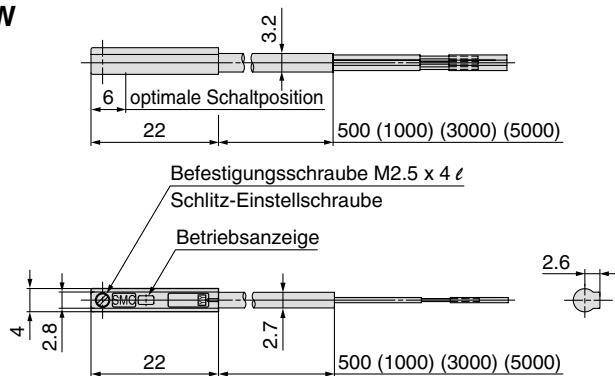 W
3.2
6
optimale Schaltposition
22
500 (1000) (3000) (5000)
Befestigungsschraube M2.5 x 4 ℓ
Schlitz-Einstellschraube
Betriebsanzeige
2.6
SMC
4
2.8
2.7
22
500 (1000) (3000) (5000)